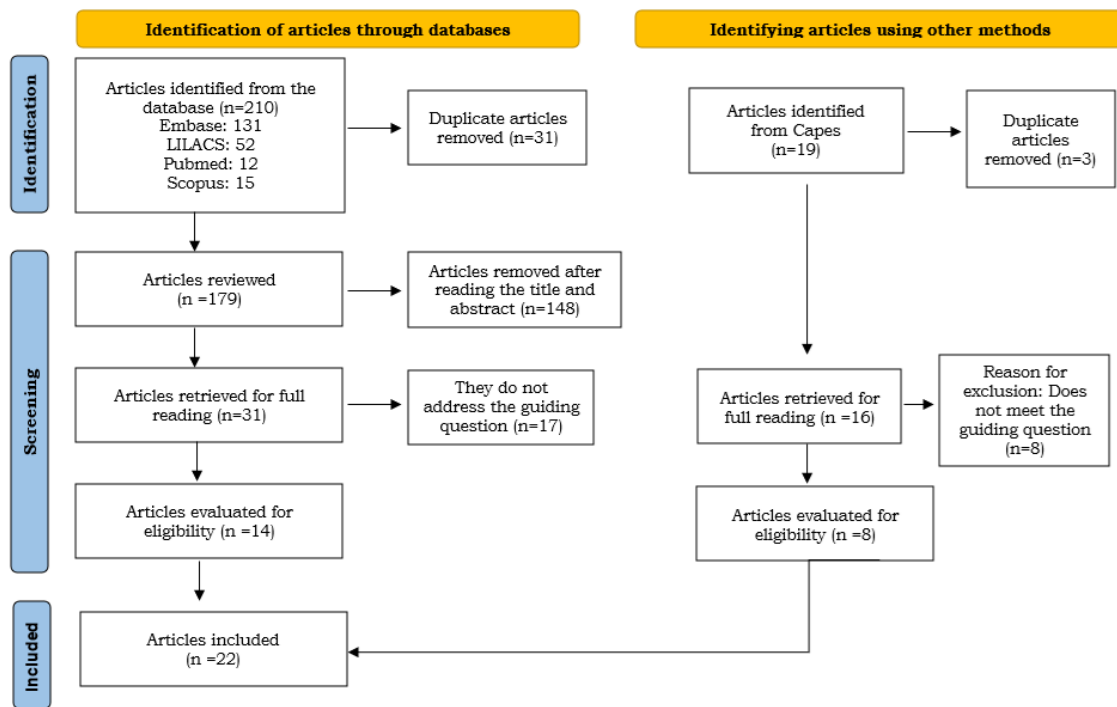 Identification of articles through databases
Identifying articles using other methods
Identification
Articles identified from the
database (n=210)
Embase: 131
LILACS: 52
Pubmed: 12
Scopus: 15
Duplicate articles
removed (n=31)
Articles identified
from Capes
(n=19)
Duplicate
articles
removed (n=3)
Screening
Articles reviewed
(n =179)
Articles removed after
reading the title and
abstract (n=148)
Articles retrieved for full
reading (n=31)
They do not
address the guiding
question (n=17)
Articles retrieved for
full reading (n =16)
Reason for
exclusion: Does
not meet the
guiding question
(n=8)
Articles evaluated for
eligibility (n =14)
Articles evaluated for
eligibility (n =8)
Included
Articles included
(n =22)